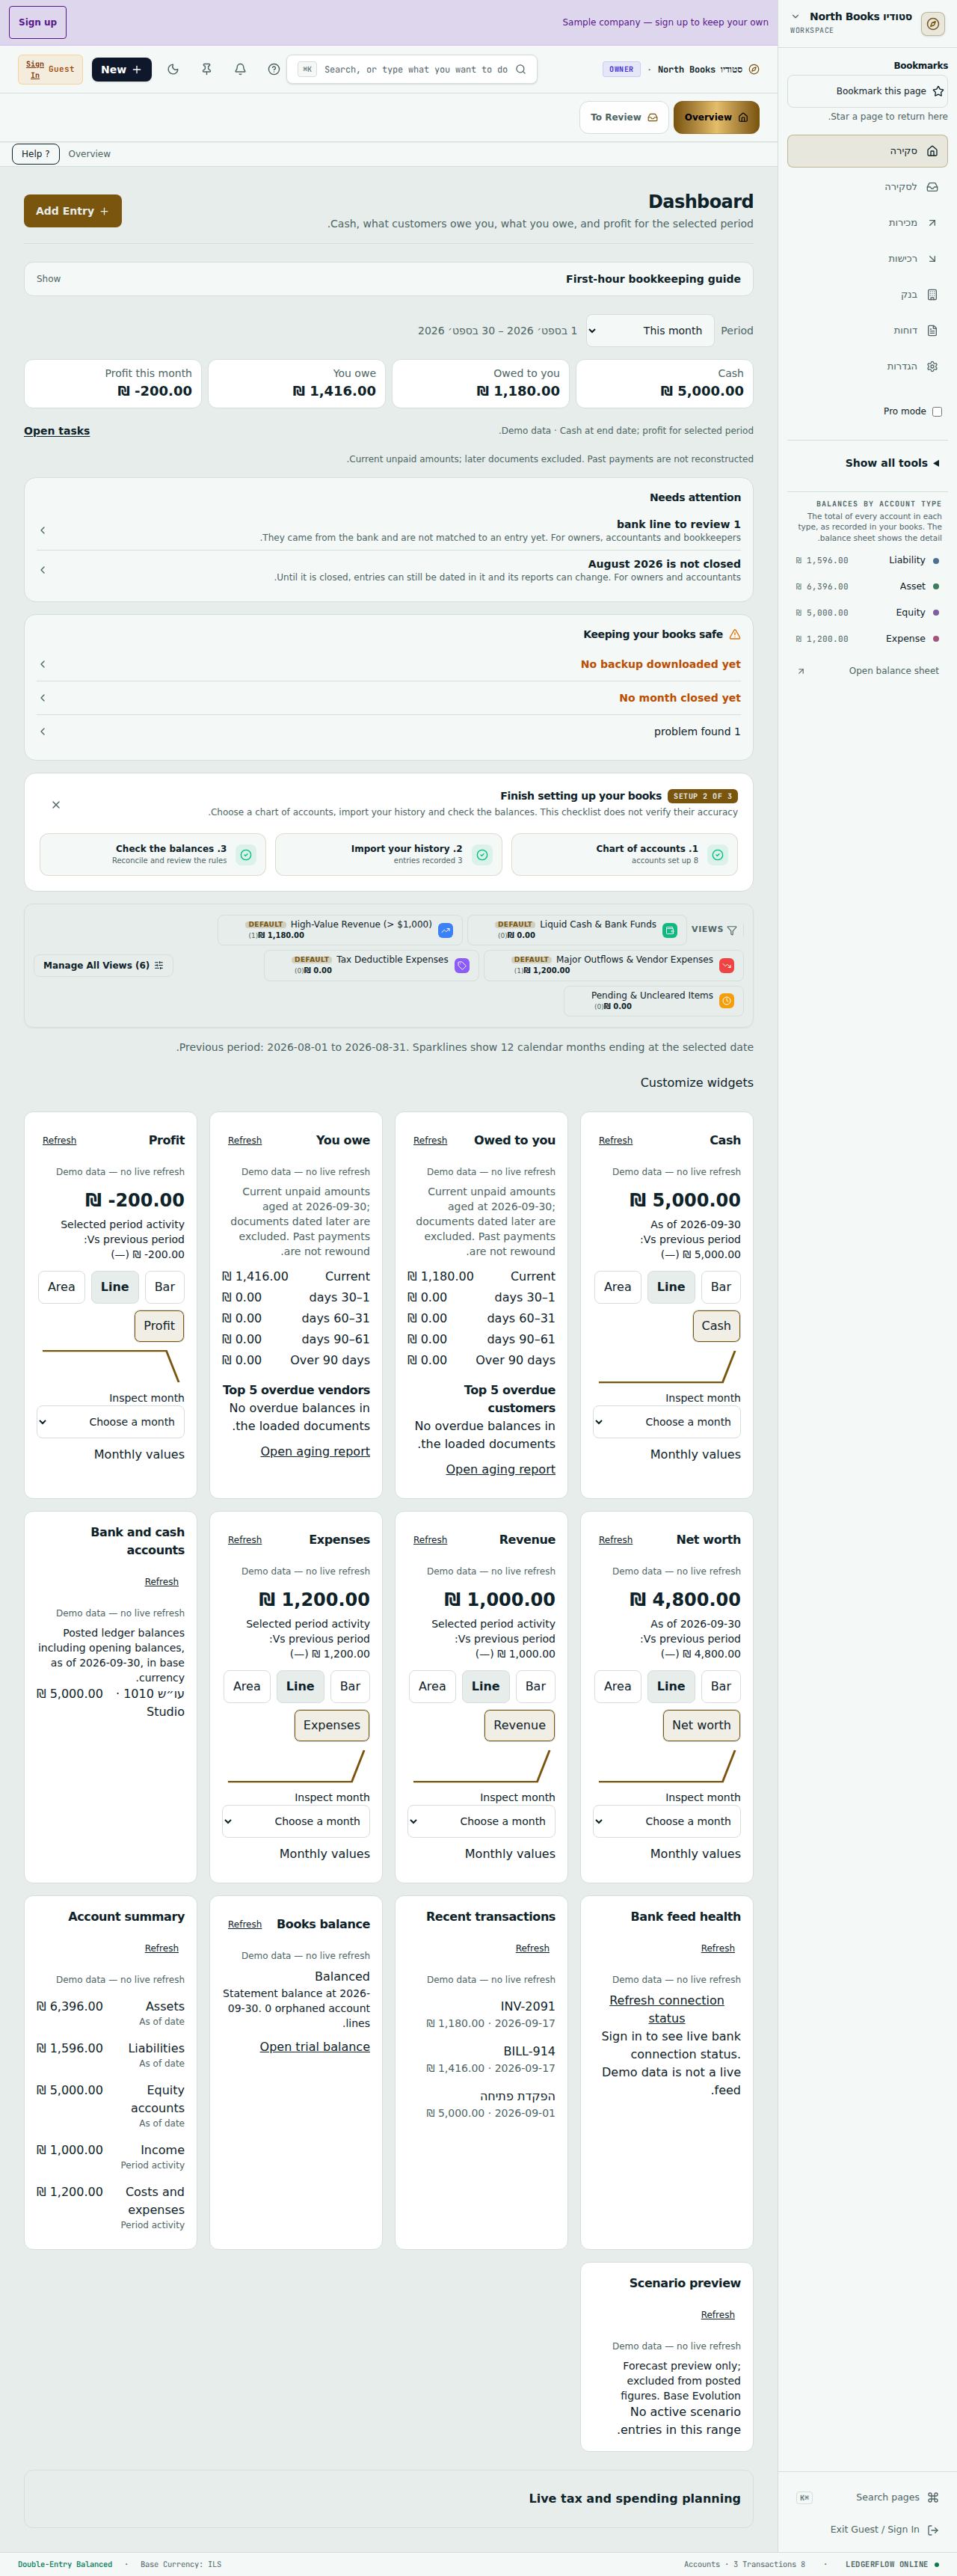 Sign up
Sample company — sign up to keep your own
North Books סטודיו
WORKSPACE
Sign In
Guest
New
⌘K
Search, or type what you want to do
OWNER
·
North Books סטודיו
Bookmarks
Bookmark this page
Star a page to return here.
To Review
Overview
Help ?
Overview
סקירה
לסקירה
מכירות
רכישות
בנק
דוחות
הגדרות
Pro mode
Show all tools
BALANCES BY ACCOUNT TYPE
The total of every account in each
type, as recorded in your books. The
balance sheet shows the detail.
₪ 1,596.00 Liability
₪ 6,396.00 Asset
₪ 5,000.00 Equity
₪ 1,200.00 Expense
Open balance sheet
Add Entry
Dashboard
Cash, what customers owe you, what you owe, and profit for the selected period.
Show
First-hour bookkeeping guide
Period
This month
1 בספט׳ 2026 – 30 בספט׳ 2026
Profit this month
₪ -200.00
You owe
₪ 1,416.00
Owed to you
₪ 1,180.00
Cash
₪ 5,000.00
Open tasks
Demo data · Cash at end date; profit for selected period.
Current unpaid amounts; later documents excluded. Past payments are not reconstructed.
Needs attention
bank line to review 1
They came from the bank and are not matched to an entry yet. For owners, accountants and bookkeepers.
August 2026 is not closed
Until it is closed, entries can still be dated in it and its reports can change. For owners and accountants.
Keeping your books safe
No backup downloaded yet
No month closed yet
problem found 1
Finish setting up your books
SETUP 2 OF 3
Choose a chart of accounts, import your history and check the balances. This checklist does not verify their accuracy.
Check the balances .3
Reconcile and review the rules
Import your history .2
entries recorded 3
Chart of accounts .1
accounts set up 8
VIEWS
Liquid Cash & Bank Funds DEFAULT
(0) ₪ 0.00
High-Value Revenue (> $1,000) DEFAULT
(1) ₪ 1,180.00
Major Outflows & Vendor Expenses DEFAULT
(1) ₪ 1,200.00
Tax Deductible Expenses DEFAULT
(0) ₪ 0.00
Manage All Views (6)
Pending & Uncleared Items
(0) ₪ 0.00
Previous period: 2026-08-01 to 2026-08-31. Sparklines show 12 calendar months ending at the selected date.
Customize widgets
Cash
Refresh
Demo data — no live refresh
₪ 5,000.00
As of 2026-09-30
Vs previous period:
(—) ₪ 5,000.00
Area
Line
Bar
Cash
Inspect month
Choose a month
Monthly values
Owed to you
Refresh
Demo data — no live refresh
Current unpaid amounts
aged at 2026-09-30;
documents dated later are
excluded. Past payments
are not rewound.
₪ 1,180.00 Current
₪ 0.00 days 30–1
₪ 0.00 days 60–31
₪ 0.00 days 90–61
₪ 0.00 Over 90 days
Top 5 overdue
customers
No overdue balances in
the loaded documents.
Open aging report
You owe
Refresh
Demo data — no live refresh
Current unpaid amounts
aged at 2026-09-30;
documents dated later are
excluded. Past payments
are not rewound.
₪ 1,416.00 Current
₪ 0.00 days 30–1
₪ 0.00 days 60–31
₪ 0.00 days 90–61
₪ 0.00 Over 90 days
Top 5 overdue vendors
No overdue balances in
the loaded documents.
Open aging report
Profit
Refresh
Demo data — no live refresh
₪ -200.00
Selected period activity
Vs previous period:
(—) ₪ -200.00
Area
Line
Bar
Profit
Inspect month
Choose a month
Monthly values
Net worth
Refresh
Demo data — no live refresh
₪ 4,800.00
As of 2026-09-30
Vs previous period:
(—) ₪ 4,800.00
Area
Line
Bar
Net worth
Inspect month
Choose a month
Monthly values
Revenue
Refresh
Demo data — no live refresh
₪ 1,000.00
Selected period activity
Vs previous period:
(—) ₪ 1,000.00
Area
Line
Bar
Revenue
Inspect month
Choose a month
Monthly values
Expenses
Refresh
Demo data — no live refresh
₪ 1,200.00
Selected period activity
Vs previous period:
(—) ₪ 1,200.00
Area
Line
Bar
Expenses
Inspect month
Choose a month
Monthly values
Bank and cash
accounts
Refresh
Demo data — no live refresh
Posted ledger balances
including opening balances,
as of 2026-09-30, in base
currency.
₪ 5,000.00 · 1010 עו״ש
Studio
Bank feed health
Refresh
Demo data — no live refresh
Refresh connection
status
Sign in to see live bank
connection status.
Demo data is not a live
feed.
Recent transactions
Refresh
Demo data — no live refresh
INV-2091
₪ 1,180.00 · 2026-09-17
BILL-914
₪ 1,416.00 · 2026-09-17
הפקדת פתיחה
₪ 5,000.00 · 2026-09-01
Books balance
Refresh
Demo data — no live refresh
Balanced
Statement balance at 2026-
09-30. 0 orphaned account
lines.
Open trial balance
Account summary
Refresh
Demo data — no live refresh
₪ 6,396.00 Assets
As of date
₪ 1,596.00 Liabilities
As of date
₪ 5,000.00 Equity
accounts
As of date
₪ 1,000.00 Income
Period activity
₪ 1,200.00 Costs and
expenses
Period activity
Scenario preview
Refresh
Demo data — no live refresh
Forecast preview only;
excluded from posted
figures. Base Evolution
No active scenario
entries in this range.
Live tax and spending planning
Search pages
⌘K
Exit Guest / Sign In
Double-Entry Balanced · Base Currency: ILS
Accounts · 3 Transactions 8 · LEDGERFLOW ONLINE